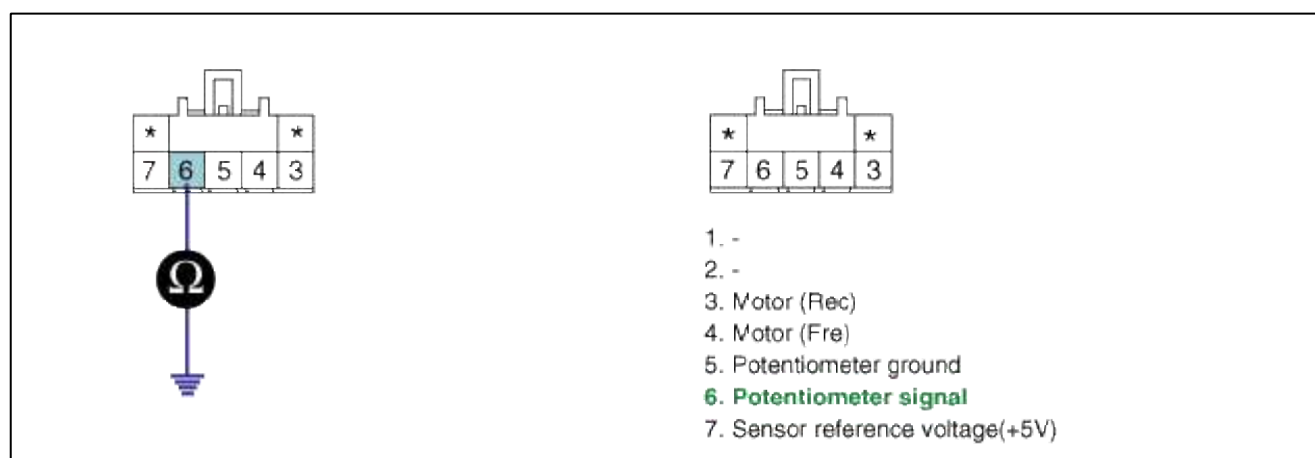 * *
7 6 5 4 3
Ω
* *
7 6 5 4 3
1. -
2. -
3. Motor (Rec)
4. Motor (Fre)
5. Potentiometer ground
6. Potentiometer signal
7. Sensor reference voltage(+5V)